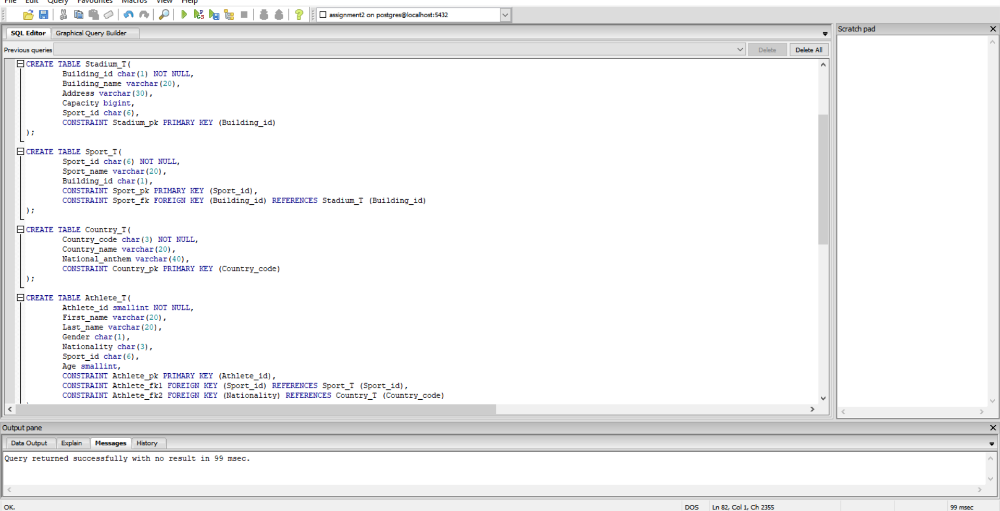 File Edit Query Favourites Macros View Help
assignment2 on postgres@localhost:5432
SQL Editor Graphical Query Builder
Scratch pad
Previous queries Delete Delete All
CREATE TABLE Stadium_T(
Building_id char(1) NOT NULL,
Building_name varchar(20),
Address varchar(30),
Capacity bigint,
Sport_id char(6),
CONSTRAINT Stadium_pk PRIMARY KEY (Building_id)
);
CREATE TABLE Sport_T(
Sport_id char(6) NOT NULL,
Sport_name varchar(20),
Building_id char(1),
CONSTRAINT Sport_pk PRIMARY KEY (Sport_id),
CONSTRAINT Sport_fk FOREIGN KEY (Building_id) REFERENCES Stadium_T (Building_id)
);
CREATE TABLE Country_T(
Country_code char(3) NOT NULL,
Country_name varchar(20),
National_anthem varchar(40),
CONSTRAINT Country_pk PRIMARY KEY (Country_code)
);
CREATE TABLE Athlete_T(
Athlete_id smallint NOT NULL,
First_name varchar(20),
Last_name varchar(20),
Gender char(1),
Nationality char(3),
Sport_id char(6),
Age smallint,
CONSTRAINT Athlete_pk PRIMARY KEY (Athlete_id),
CONSTRAINT Athlete_fk1 FOREIGN KEY (Sport_id) REFERENCES Sport_T (Sport_id),
CONSTRAINT Athlete_fk2 FOREIGN KEY (Nationality) REFERENCES Country_T (Country_code)
Output pane
Data Output Explain Messages History
Query returned successfully with no result in 99 msec.
OK. DOS Ln 82, Col 1, Ch 2355 99 msec